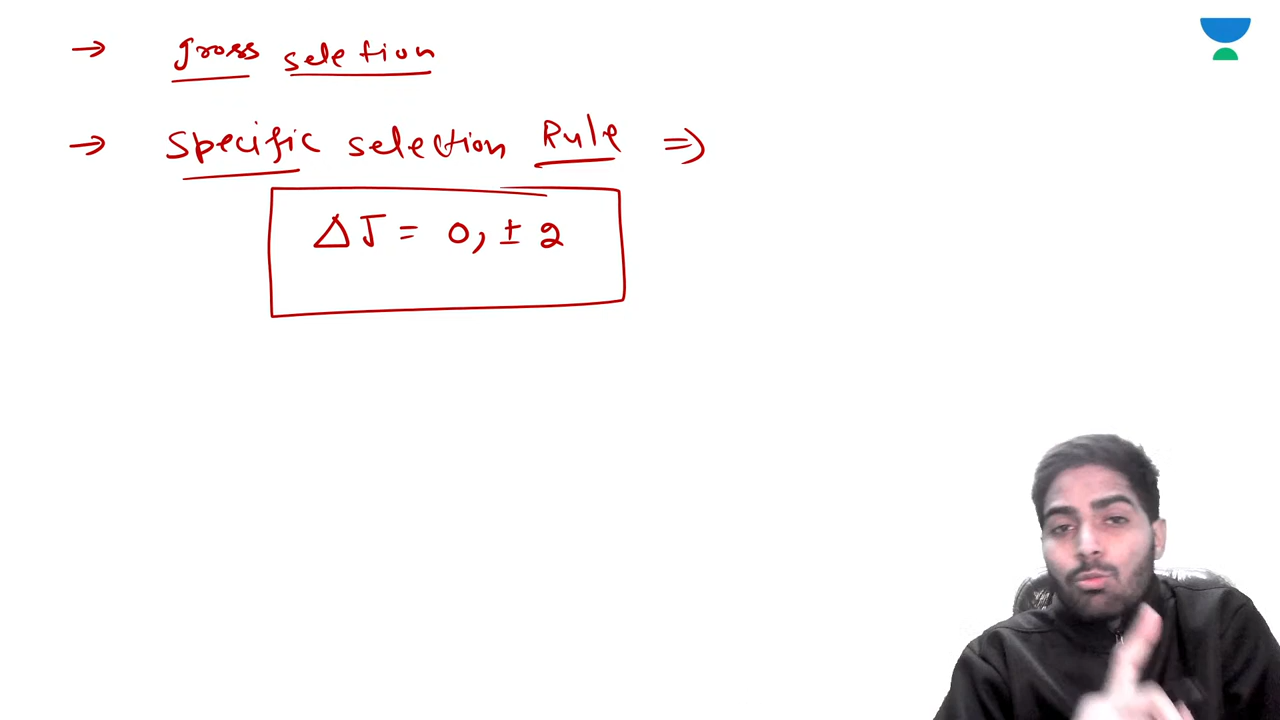 → gross seletion
→ specific selection Rule ⇒
ΔJ = 0, ± 2